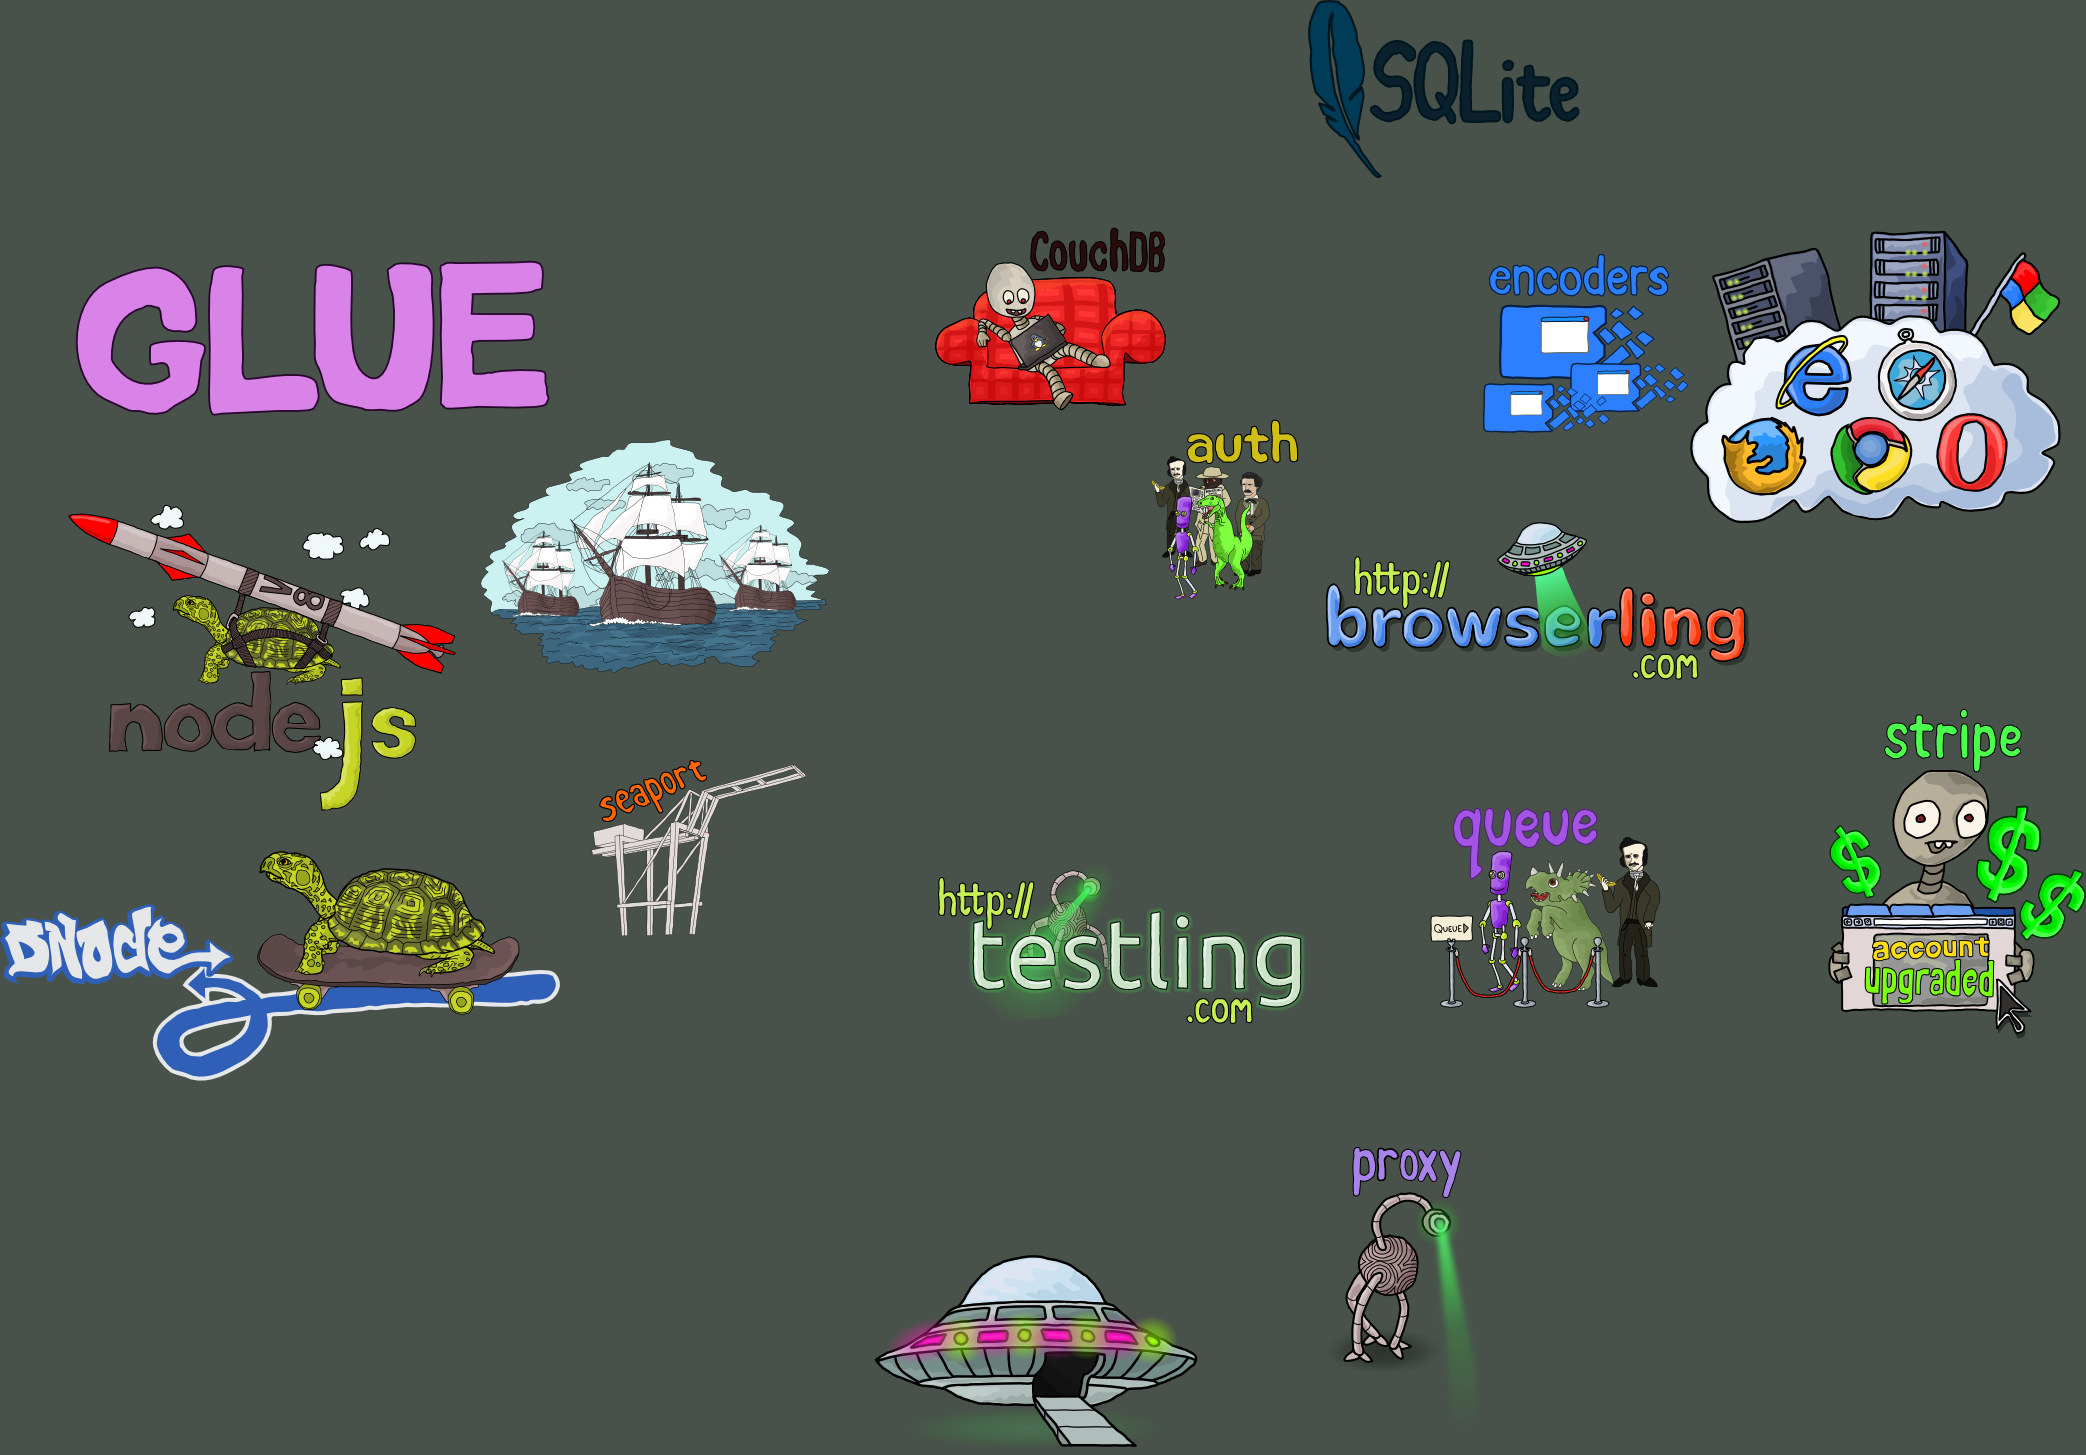 SQLite
CouchDB
encoders
GLUE
auth
V8
http://
browserling
.com
nodejs
stripe
seaport
queue
QUEUE
http://
testling
.com
DNode
account
upgraded
proxy